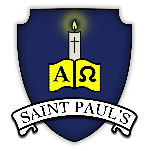 Α Ω
SAINT PAUL'S